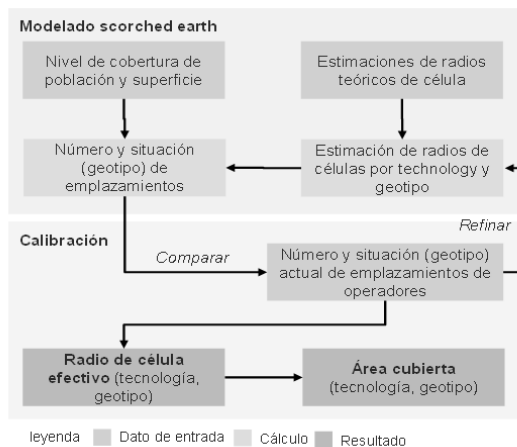 Modelado scorched earth
Nivel de cobertura de
población y superficie
Estimaciones de radios
teóricos de célula
Número y situación
(geotipo) de
emplazamientos
Estimación de radios de
células por technology y
geotipo
Refinar
Calibración
Comparar
Número y situación (geotipo)
actual de emplazamientos de
operadores
Radio de célula
efectivo (tecnología,
geotipo)
Área cubierta
(tecnología, geotipo)
leyenda Dato de entrada Cálculo Resultado